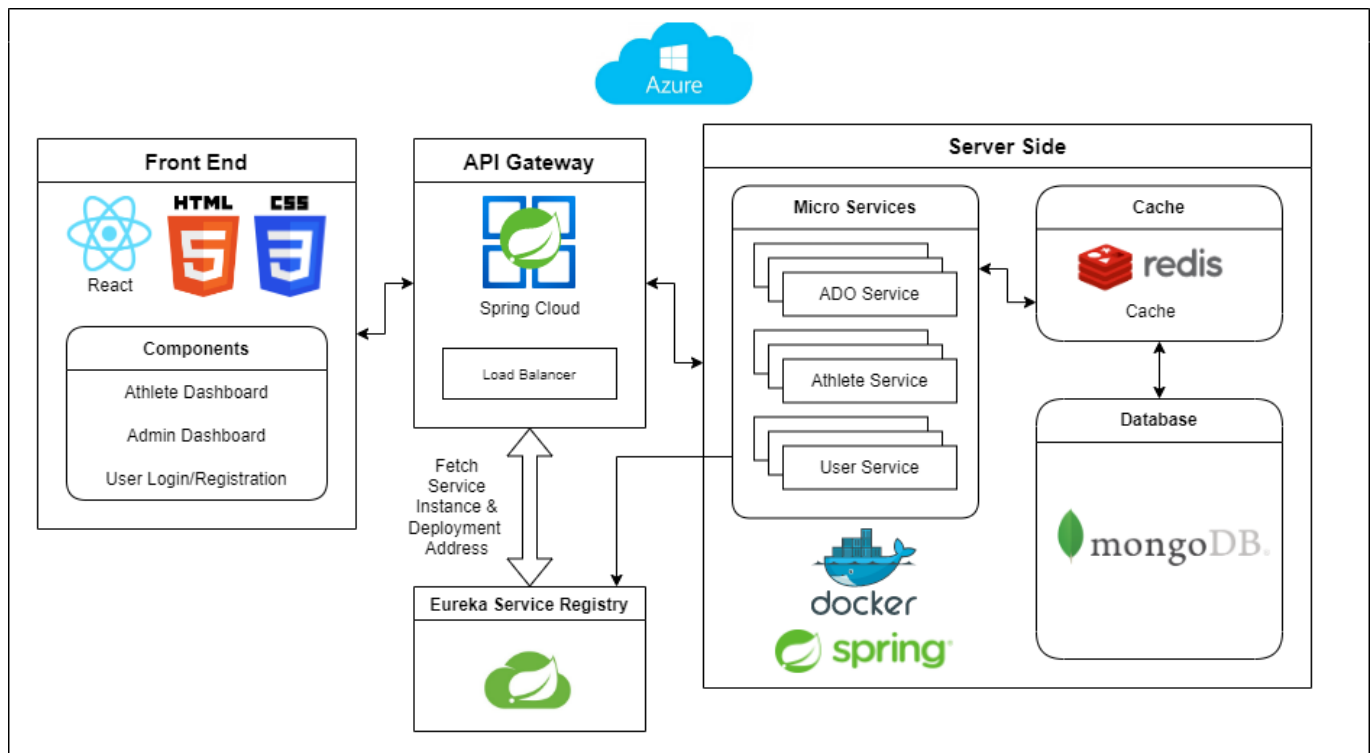 Azure
Front End
HTML
CSS
React
Components
Athlete Dashboard
Admin Dashboard
User Login/Registration
API Gateway
Spring Cloud
Load Balancer
Fetch
Service
Instance &
Deployment
Address
Eureka Service Registry
Server Side
Micro Services
ADO Service
Athlete Service
User Service
docker
spring
Cache
redis
Cache
Database
mongoDB.